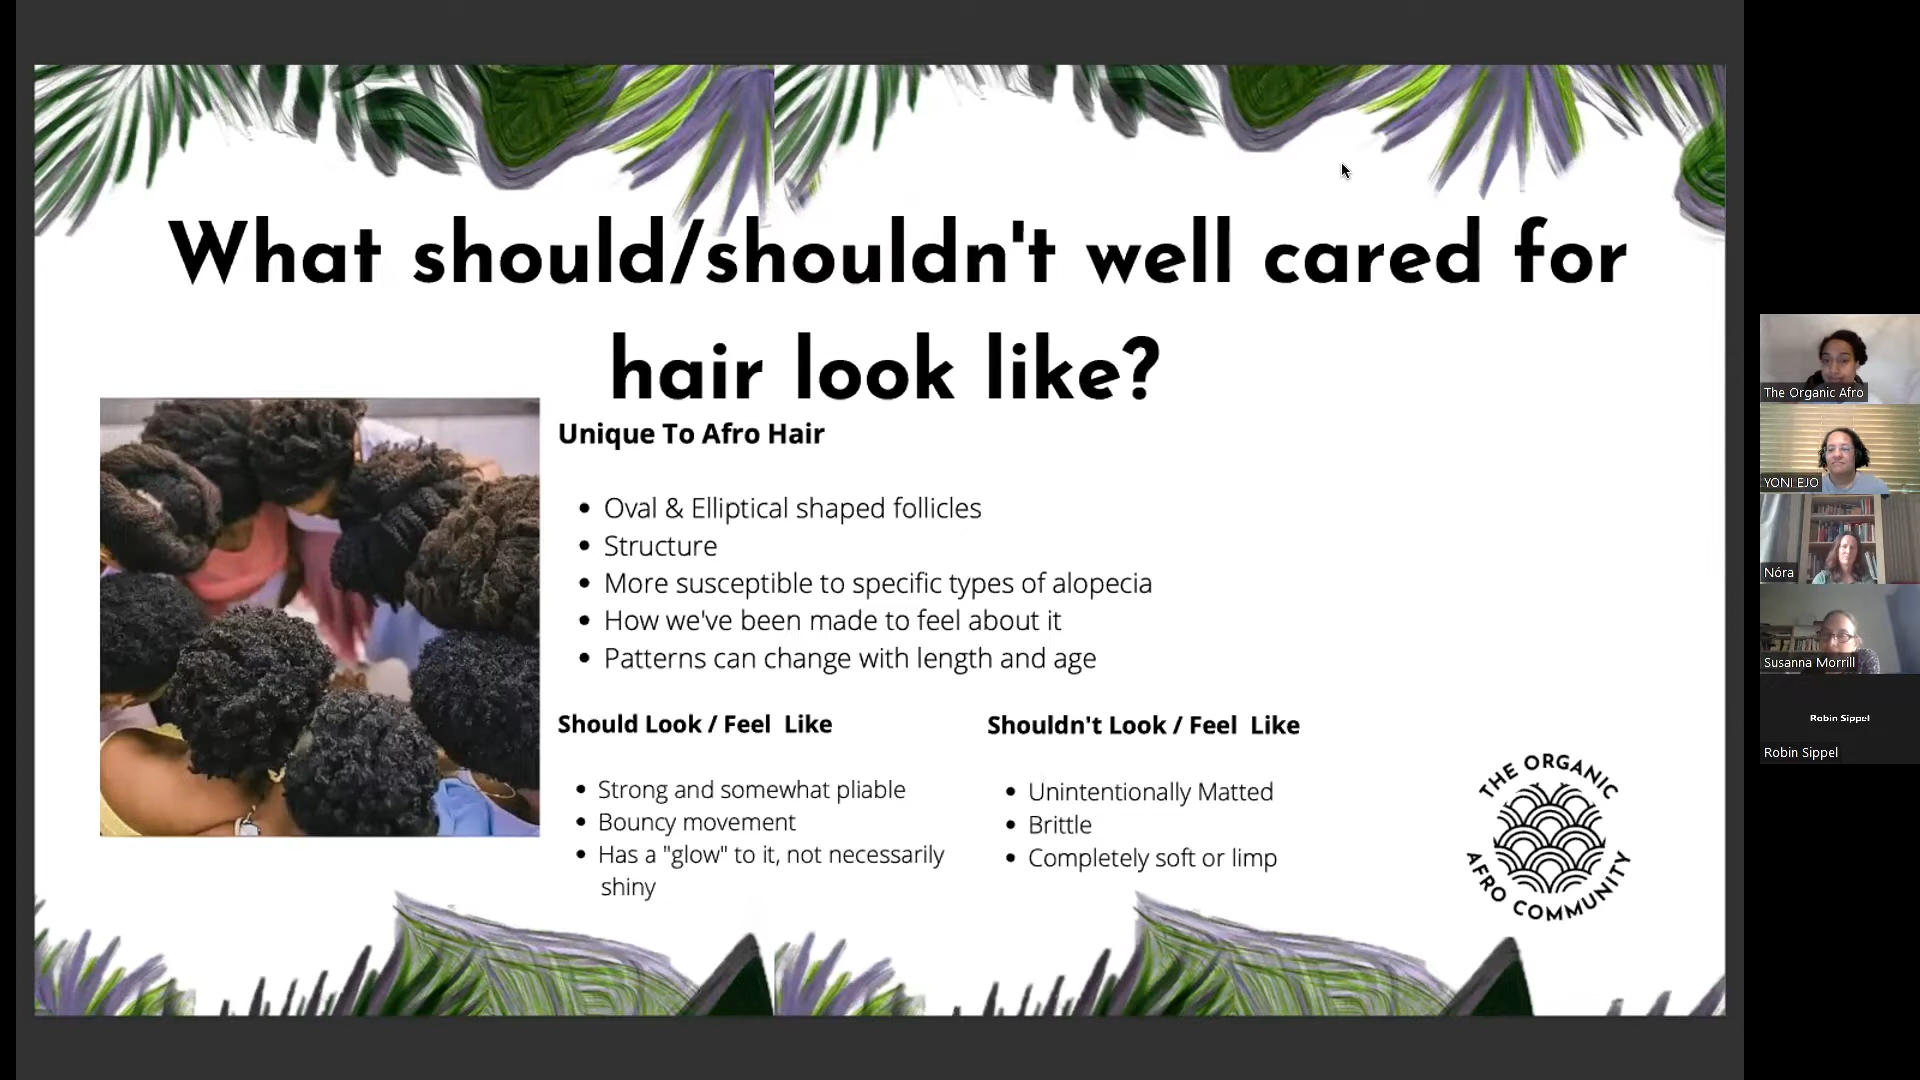 What should/shouldn't well cared for
hair look like?
Unique To Afro Hair
• Oval & Elliptical shaped follicles
• Structure
• More susceptible to specific types of alopecia
• How we've been made to feel about it
• Patterns can change with length and age
Should Look / Feel Like
• Strong and somewhat pliable
• Bouncy movement
• Has a "glow" to it, not necessarily
shiny
Shouldn't Look / Feel Like
• Unintentionally Matted
• Brittle
• Completely soft or limp
THE ORGANIC
AFRO COMMUNITY
The Organic Afro
YONI EJO
Nóra
Susanna Morrill
Robin Sippel
Robin Sippel